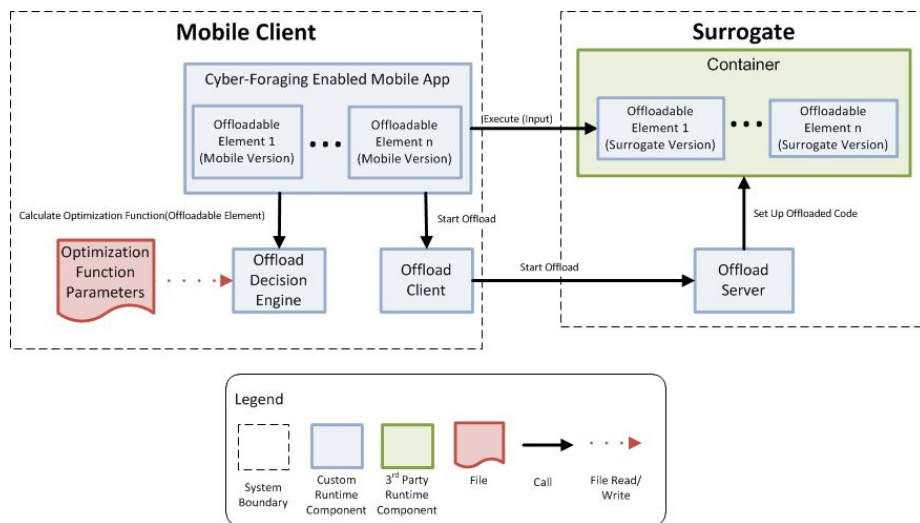 Mobile Client
Surrogate
Cyber-Foraging Enabled Mobile App
Container
Offloadable
Element 1
(Mobile Version)
Offloadable
Element n
(Mobile Version)
Execute (Input)
Offloadable
Element 1
(Surrogate Version)
Offloadable
Element n
(Surrogate Version)
Calculate Optimization Function(Offloadable Element)
Start Offload
Set Up Offloaded Code
Optimization
Function
Parameters
Offload
Decision
Engine
Offload
Client
Start Offload
Offload
Server
Legend
System
Boundary
Custom
Runtime
Component
3rd Party
Runtime
Component
File
Call
File Read/
Write